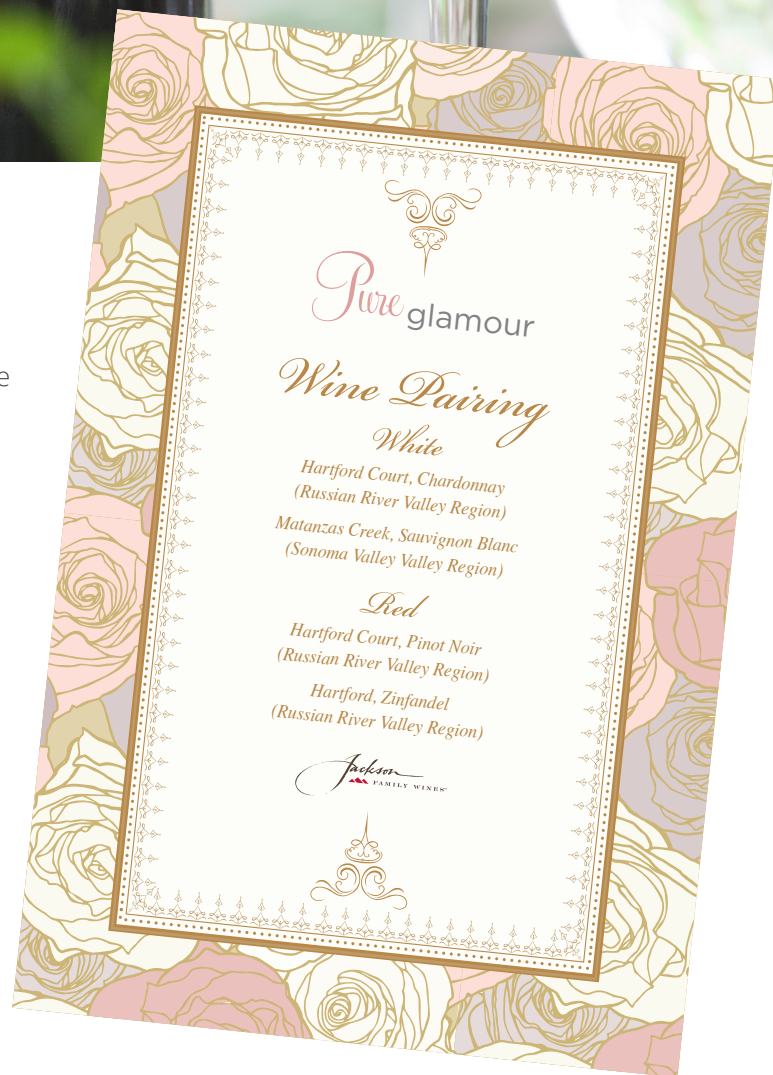 e
Pure glamour
Wine Pairing
White
Hartford Court, Chardonnay
(Russian River Valley Region)
Matanzas Creek, Sauvignon Blanc
(Sonoma Valley Valley Region)
Red
Hartford Court, Pinot Noir
(Russian River Valley Region)
Hartford, Zinfandel
(Russian River Valley Region)
Jackson
FAMILY WINES